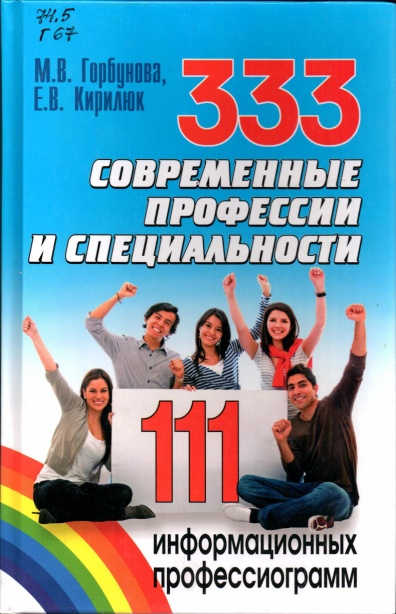 74.5
Г 67
М.В. Горбунова,
Е.В. Кирилюк
333
СОВРЕМЕННЫЕ
ПРОФЕССИИ
И СПЕЦИАЛЬНОСТИ
111
информационных
профессиограмм